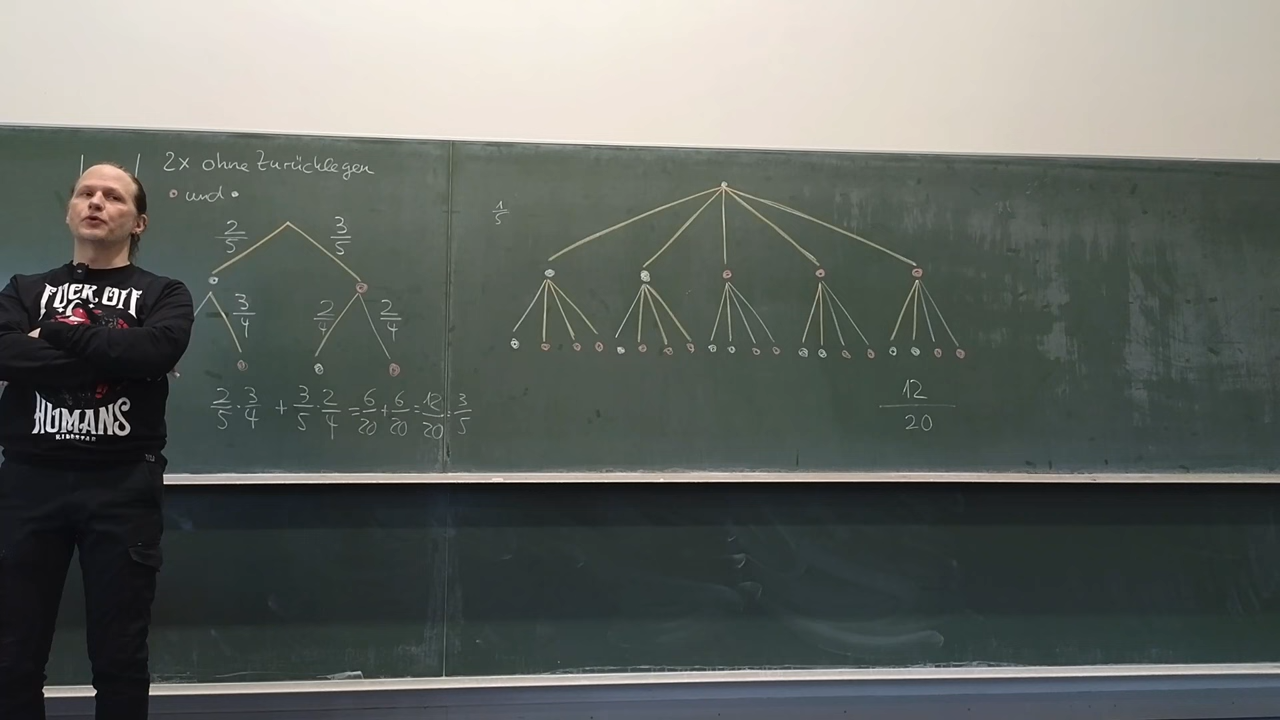 2x ohne Zurücklegen
und
2/5 3/5
1/5
3/4 2/4 2/4
2/5 · 3/4 + 3/5 · 2/4 = 6/20 + 6/20 = 12/20 = 3/5
12/20
FUCK OFF
HUMANS